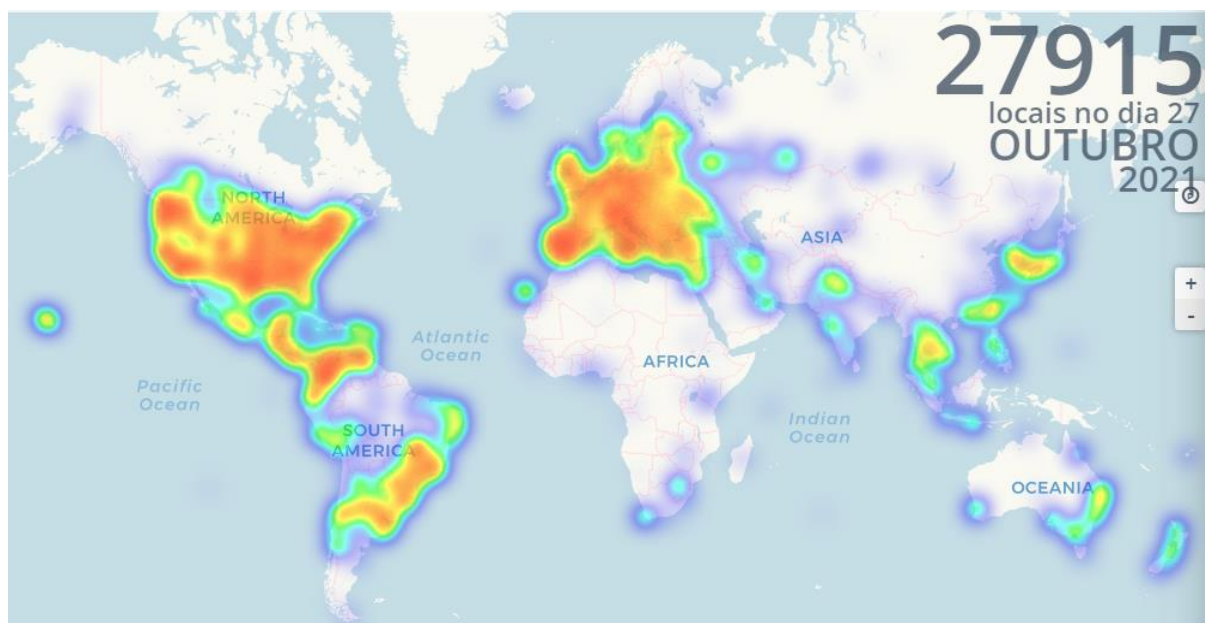 27915
locais no dia 27
OUTUBRO
2021
NORTH
AMERICA
ASIA
+
-
Atlantic
Ocean
AFRICA
Pacific
Ocean
Indian
Ocean
SOUTH
AMERICA
OCEANIA